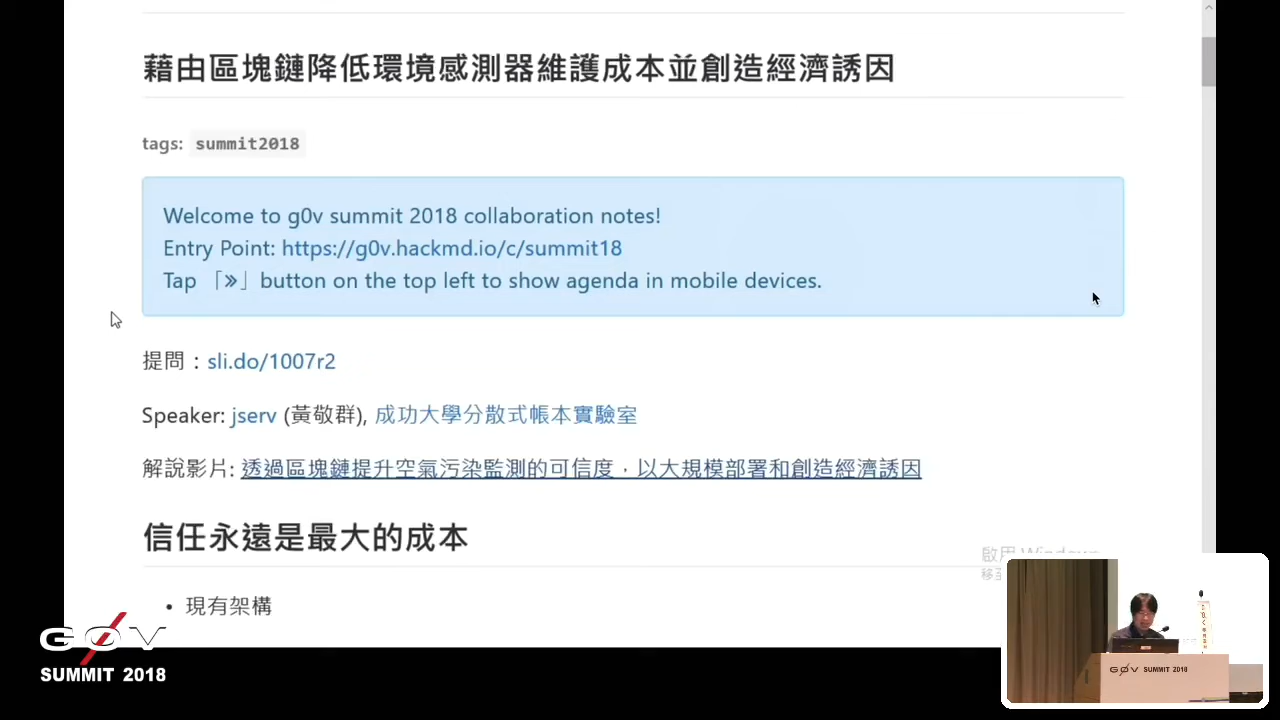 藉由區塊鏈降低環境感測器維護成本並創造經濟誘因
tags: summit2018
Welcome to g0v summit 2018 collaboration notes!
Entry Point: https://g0v.hackmd.io/c/summit18
Tap 「»」button on the top left to show agenda in mobile devices.
提問：sli.do/1007r2
Speaker: jserv (黃敬群), 成功大學分散式帳本實驗室
解說影片: 透過區塊鏈提升空氣污染監測的可信度，以大規模部署和創造經濟誘因
信任永遠是最大的成本
• 現有架構
啟用 Windows
G0V
SUMMIT 2018
G0V SUMMIT 2018